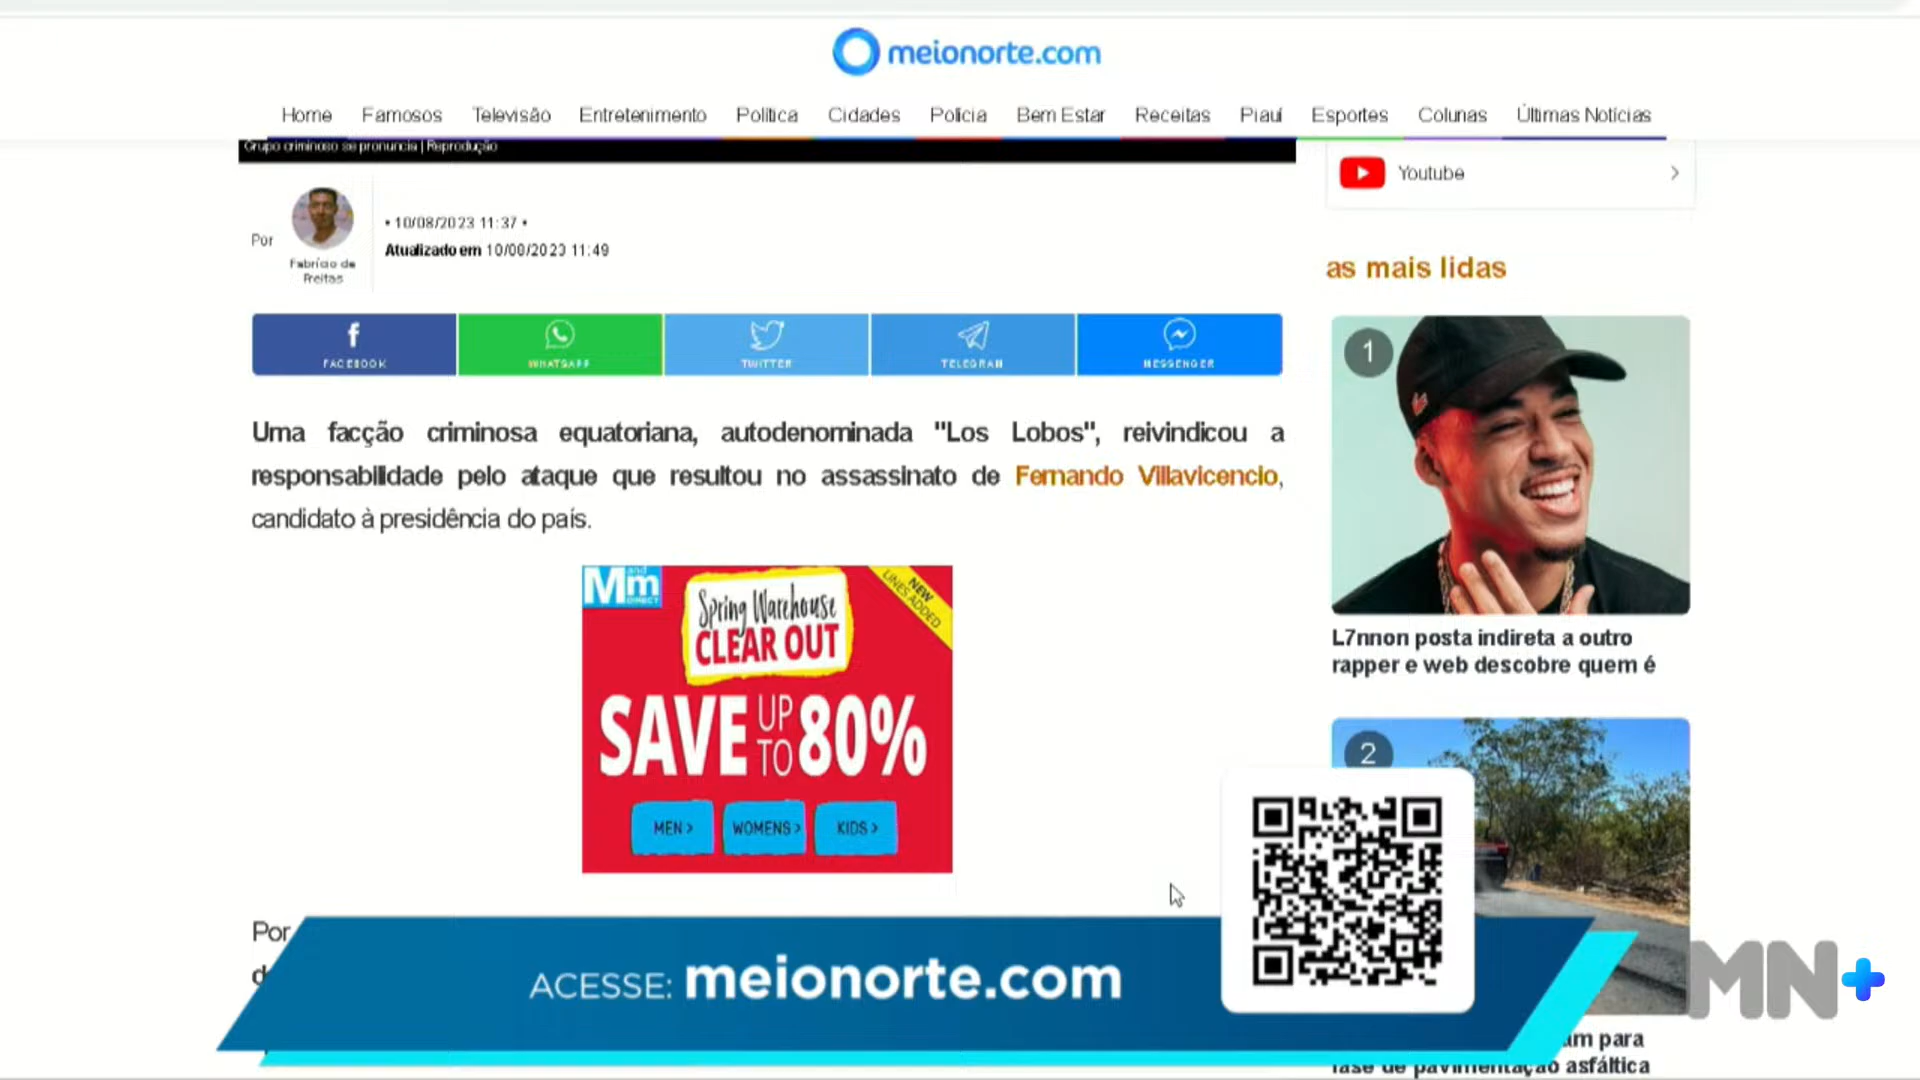 meionorte.com
Home Famosos Televisão Entretenimento Política Cidades Polícia Bem Estar Receitas Piauí Esportes Colunas Últimas Notícias
Grupo criminoso se pronuncia | Reprodução
Youtube
Por
Fabrício de
Freitas
• 10/08/2023 11:37 •
Atualizado em 10/08/2023 11:49
FACEBOOK
WHATSAPP
TWITTER
TELEGRAM
MESSENGER
Uma facção criminosa equatoriana, autodenominada "Los Lobos", reivindicou a
responsabilidade pelo ataque que resultou no assassinato de Fernando Villavicencio,
candidato à presidência do país.
as mais lidas
1
L7nnon posta indireta a outro
rapper e web descobre quem é
2
MandM
DIRECT
Spring Warehouse
CLEAR OUT
NEW
LINES ADDED
SAVE UP TO 80%
MEN >
WOMENS >
KIDS >
Por
ACESSE: meionorte.com
MN+
para
fase de pavimentação asfáltica